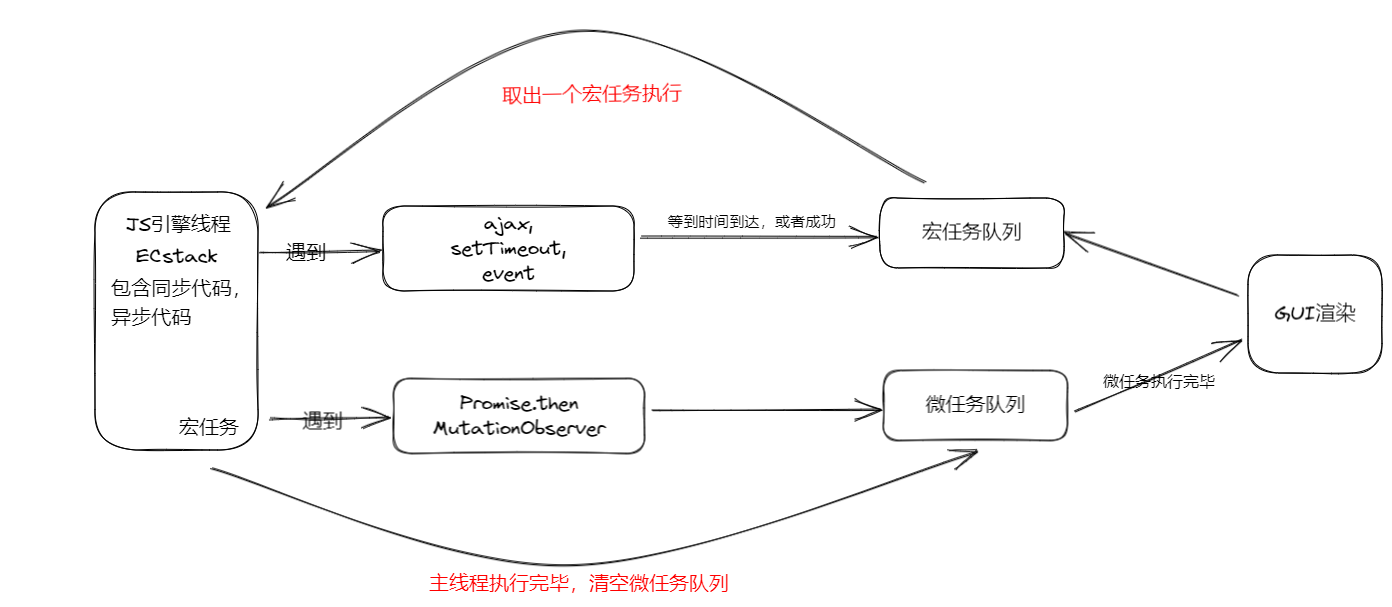 取出一个宏任务执行
JS引擎线程
ECstack
包含同步代码，
异步代码
宏任务
遇到
ajax,
setTimeout,
event
等到时间到达，或者成功
宏任务队列
GUI渲染
遇到
Promise.then
MutationObserver
微任务队列
微任务执行完毕
主线程执行完毕，清空微任务队列